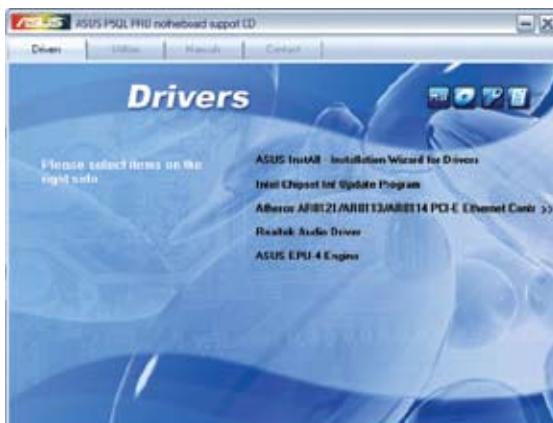 ASUS P5QL PRO motherboard support CD
Drivers
Utilities
Manuals
Contact
Drivers
Please select items on the
right side
ASUS InstAll - Installation Wizard for Drivers
Intel Chipset Inf Update Program
Atheros AR8121/AR8113/AR8114 PCI-E Ethernet Contr >>
Realtek Audio Driver
ASUS EPU-4 Engine